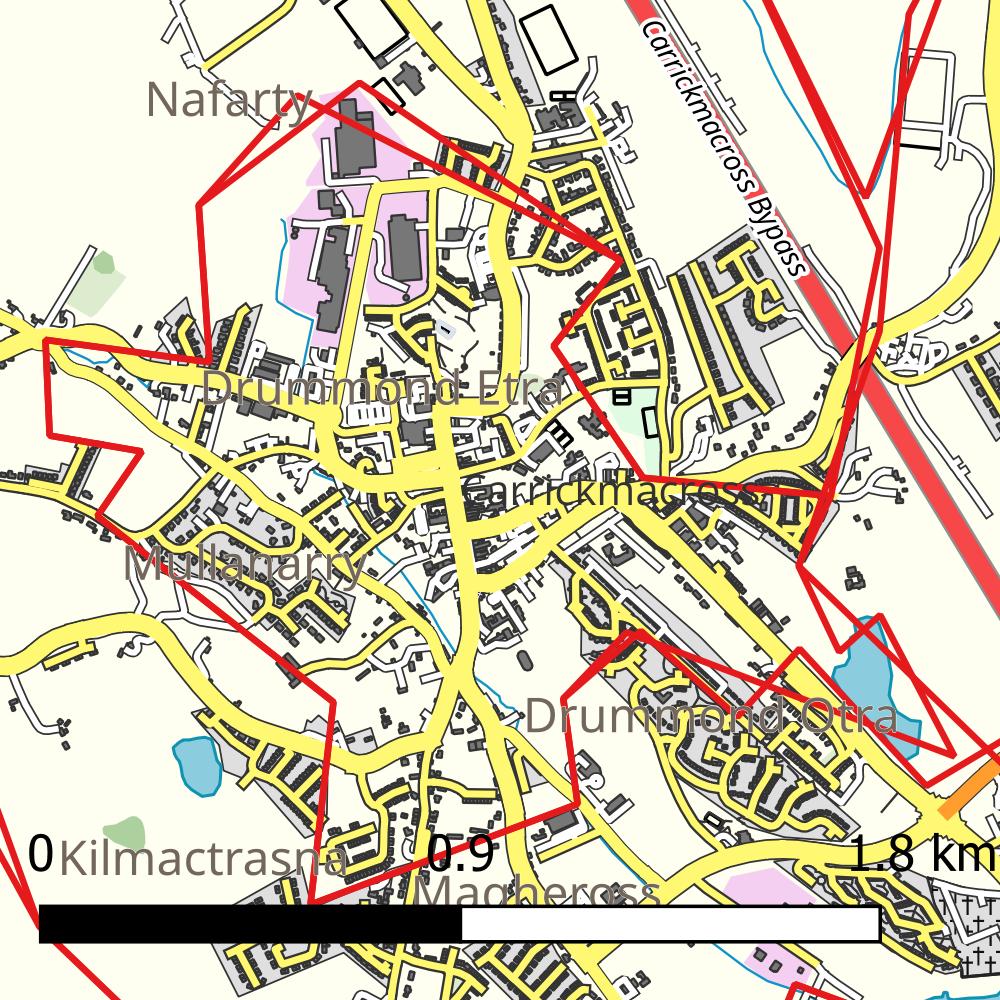 Carrickmacross Bypass
Nafarty
Drummond Etra
Carrickmacross
Mullanarry
Drummond Otra
Kilmactrasna
Magheross
0 0.9 1.8 km